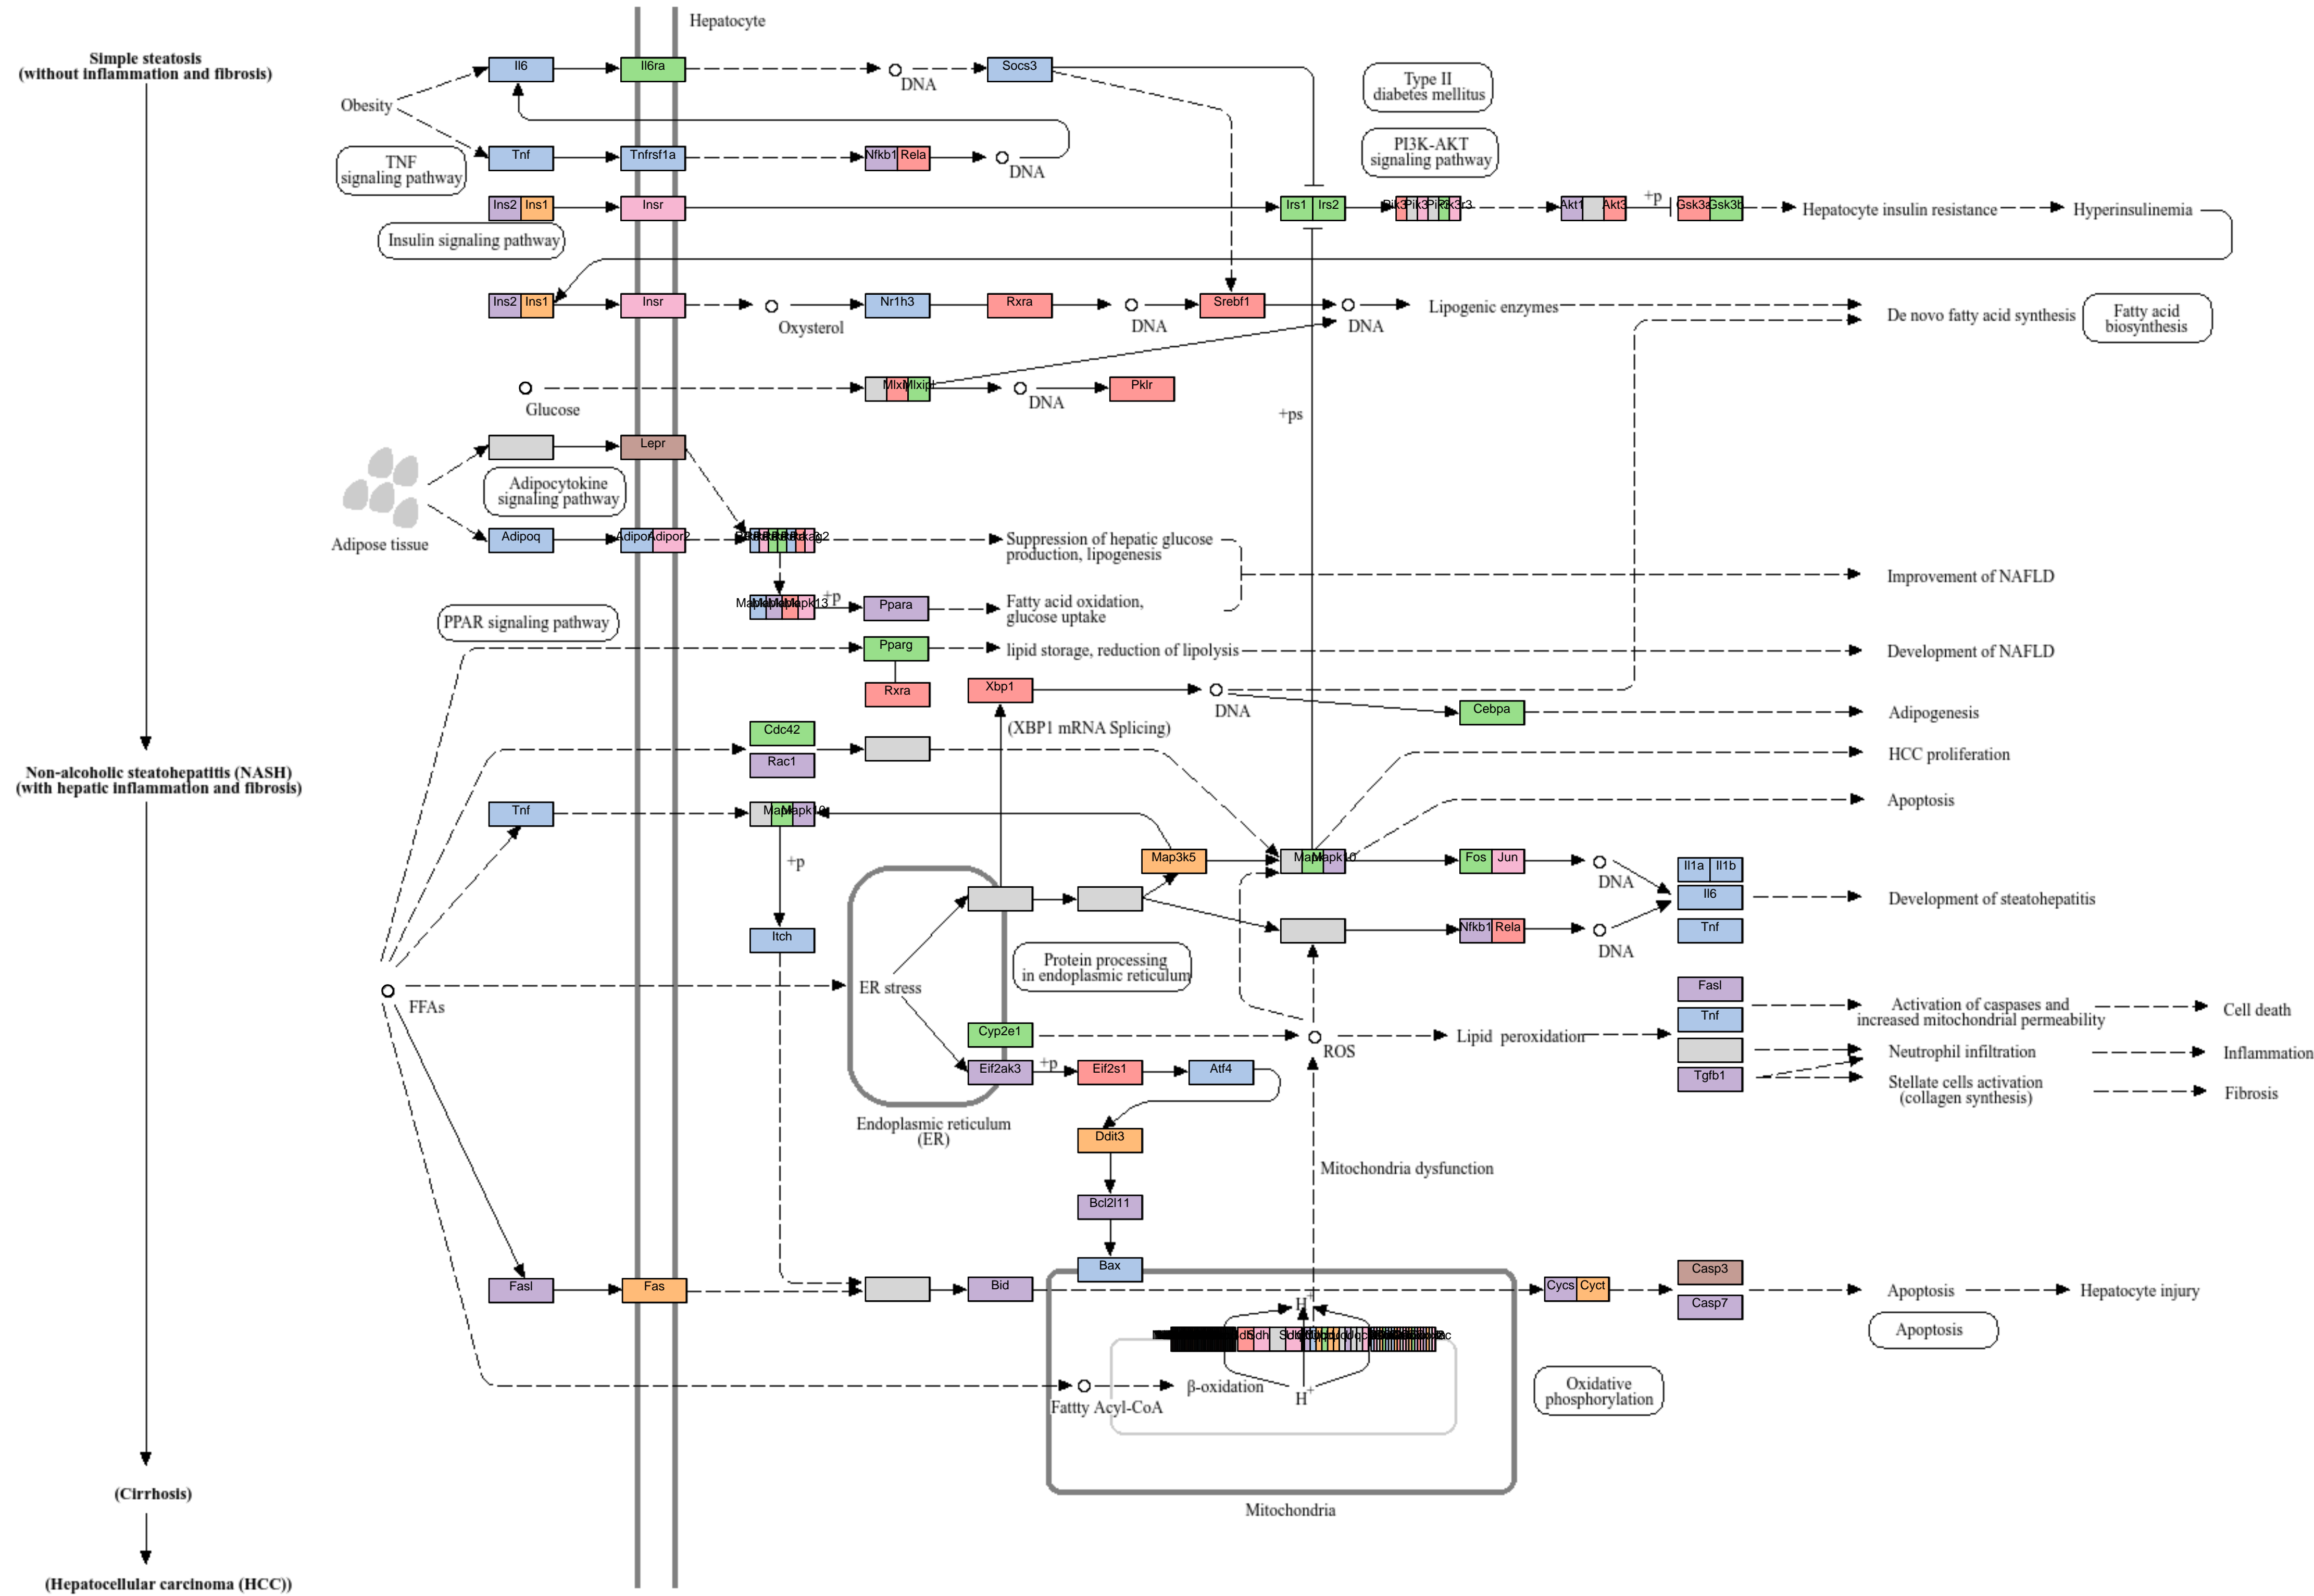 Hepatocyte
Simple steatosis
(without inflammation and fibrosis)
Il6
Il6ra
DNA
Socs3
Type II
diabetes mellitus
Obesity
PI3K-AKT
signaling pathway
TNF
signaling pathway
Tnf
Tnfrsf1a
Nfkb1
Rela
DNA
Ins2
Ins1
Insr
Irs1
Irs2
Akt1
Akt3
+p
Gsk3a
Gsk3b
Hepatocyte insulin resistance
Hyperinsulinemia
Insulin signaling pathway
Ins2
Ins1
Insr
Oxysterol
Nr1h3
Rxra
DNA
Srebf1
DNA
Lipogenic enzymes
De novo fatty acid synthesis
Fatty acid
biosynthesis
Glucose
DNA
Pklr
+ps
Lepr
Adipocytokine
signaling pathway
Adipose tissue
Adipoq
Adipor2
Suppression of hepatic glucose
production, lipogenesis
Improvement of NAFLD
+p
Ppara
Fatty acid oxidation,
glucose uptake
PPAR signaling pathway
Pparg
lipid storage, reduction of lipolysis
Development of NAFLD
Rxra
Xbp1
DNA
(XBP1 mRNA Splicing)
Cebpa
Adipogenesis
Cdc42
Rac1
HCC proliferation
Non-alcoholic steatohepatitis (NASH)
(with hepatic inflammation and fibrosis)
Apoptosis
Tnf
+p
Map3k5
Mapk10
Fos
Jun
DNA
Il1a
Il1b
Il6
Tnf
Development of steatohepatitis
Itch
Nfkb1
Rela
DNA
Protein processing
in endoplasmic reticulum
ER stress
FFAs
Fasl
Tnf
Tgfb1
Activation of caspases and
increased mitochondrial permeability
Cell death
Cyp2e1
ROS
Lipid peroxidation
Neutrophil infiltration
Inflammation
Eif2ak3
+p
Eif2s1
Atf4
Stellate cells activation
(collagen synthesis)
Fibrosis
Endoplasmic reticulum
(ER)
Ddit3
Mitochondria dysfunction
Bcl2l11
Bax
Fasl
Fas
Bid
Cycs
Cyct
Casp3
Casp7
Apoptosis
Hepatocyte injury
Apoptosis
H+
H+
β-oxidation
Fattty Acyl-CoA
Oxidative
phosphorylation
Mitochondria
(Cirrhosis)
(Hepatocellular carcinoma (HCC))